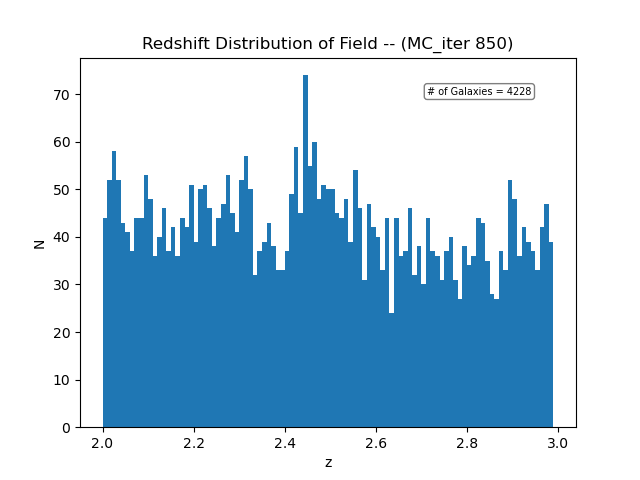 Redshift Distribution of Field -- (MC_iter 850)
# of Galaxies = 4228
70
60
50
40
30
20
10
0
N
2.0 2.2 2.4 2.6 2.8 3.0
z